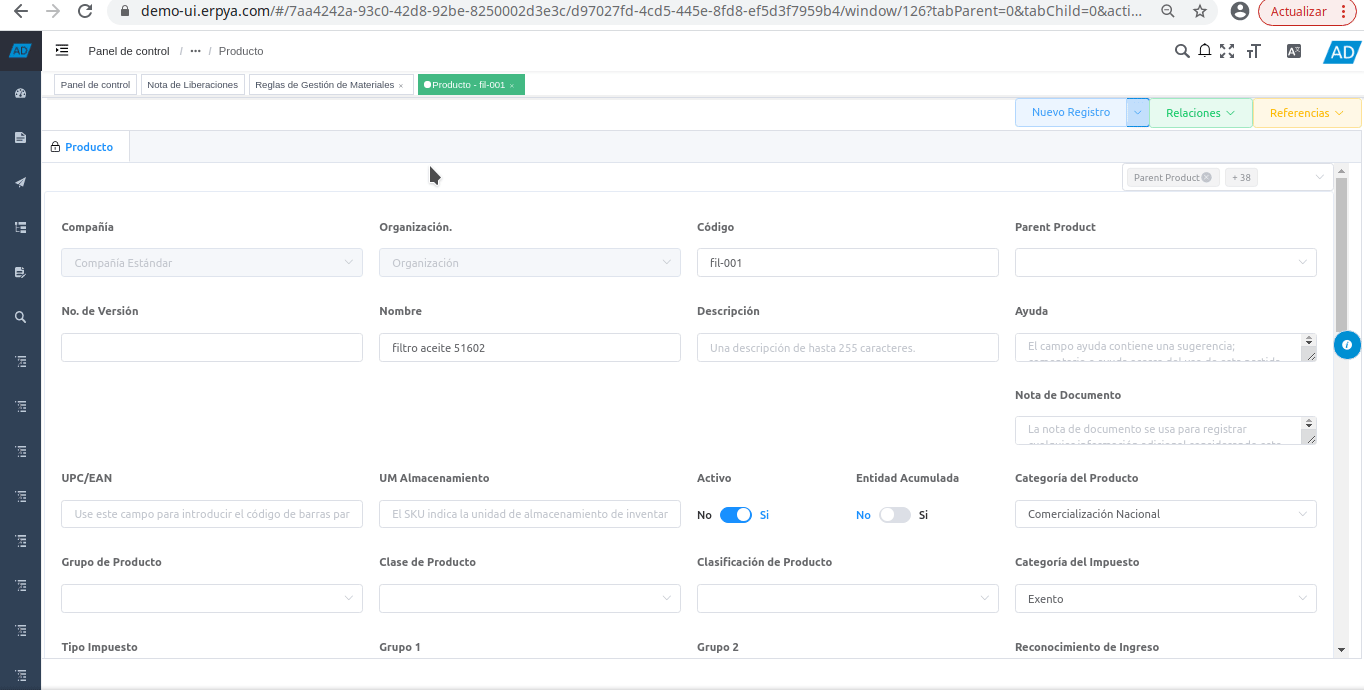 demo-ui.erpya.com/#/7aa4242a-93c0-42d8-92be-8250002d3e3c/d97027fd-4cd5-445e-8fd8-ef5d3f7959b4/window/126?tabParent=0&tabChild=0&acti...
Actualizar
AD
Panel de control / ··· / Producto
AD
Panel de control
Nota de Liberaciones
Reglas de Gestión de Materiales ×
Producto - fil-001 ×
Nuevo Registro
Relaciones
Referencias
Producto
Parent Product
+ 38
Compañía
Organización.
Código
Parent Product
Compañía Estándar
Organización
fil-001
No. de Versión
Nombre
Descripción
Ayuda
filtro aceite 51602
Una descripción de hasta 255 caracteres.
El campo ayuda contiene una sugerencia;
Nota de Documento
La nota de documento se usa para registrar
UPC/EAN
UM Almacenamiento
Activo
Entidad Acumulada
Categoría del Producto
Use este campo para introducir el código de barras par
El SKU indica la unidad de almacenamiento de inventar
No Si
No Si
Comercialización Nacional
Grupo de Producto
Clase de Producto
Clasificación de Producto
Categoría del Impuesto
Exento
Tipo Impuesto
Grupo 1
Grupo 2
Reconocimiento de Ingreso